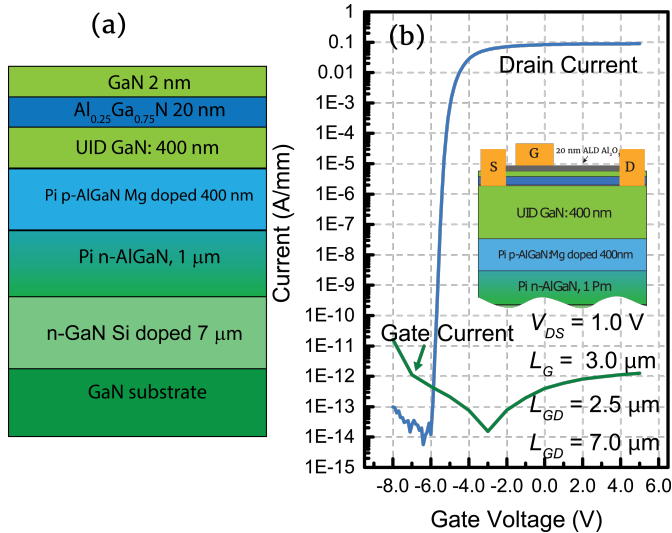 (a)
GaN 2 nm
Al0.25Ga0.75N 20 nm
UID GaN: 400 nm
Pi p-AlGaN Mg doped 400 nm
Pi n-AlGaN, 1 μm
n-GaN Si doped 7 μm
GaN substrate
(b)
Current (A/mm)
1
0.1
0.01
1E-3
1E-4
1E-5
1E-6
1E-7
1E-8
1E-9
1E-10
1E-11
1E-12
1E-13
1E-14
1E-15
Drain Current
20 nm ALD Al2O3
S
G
D
UID GaN: 400 nm
Pi p-AlGaN:Mg doped 400nm
Pi n-AlGaN, 1 Pm
Gate Current
VDS = 1.0 V
LG = 3.0 μm
LGD = 2.5 μm
LGD = 7.0 μm
-8.0 -6.0 -4.0 -2.0 0.0 2.0 4.0 6.0
Gate Voltage (V)